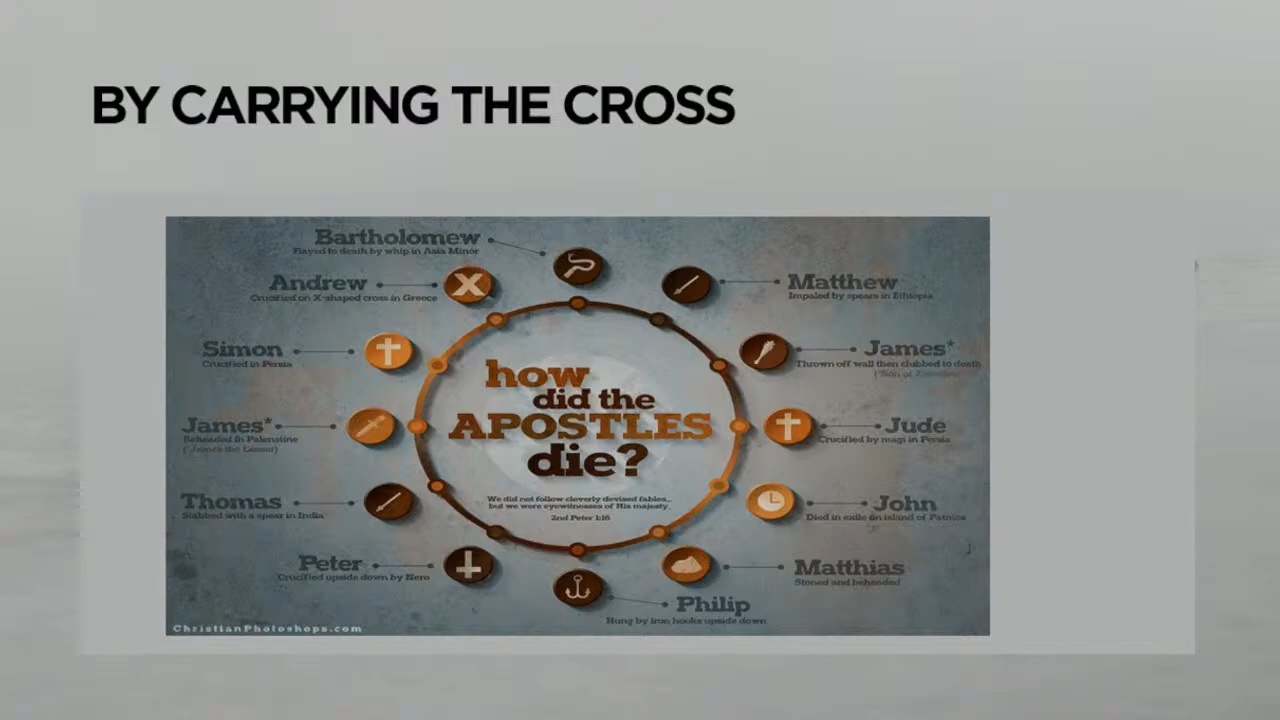 BY CARRYING THE CROSS
Bartholomew
Flayed to death by whip in Asia Minor
Andrew
Crucified on X-shaped cross in Greece
Matthew
Impaled by spears in Ethiopia
Simon
Crucified in Persia
James*
Thrown off wall then clubbed to death
James*
Beheaded in Palestine
(*James the Lesser)
Jude
Crucified by magi in Persia
how
did the
APOSTLES
die?
We did not follow cleverly devised fables...
but we were eyewitnesses of His majesty.
2nd Peter 1:16
Thomas
Stabbed with a spear in India
John
Died in exile on island of Patmos
Peter
Crucified upside down by Nero
Matthias
Stoned and beheaded
Philip
Hung by iron hooks upside down
ChristianPhotoshops.com